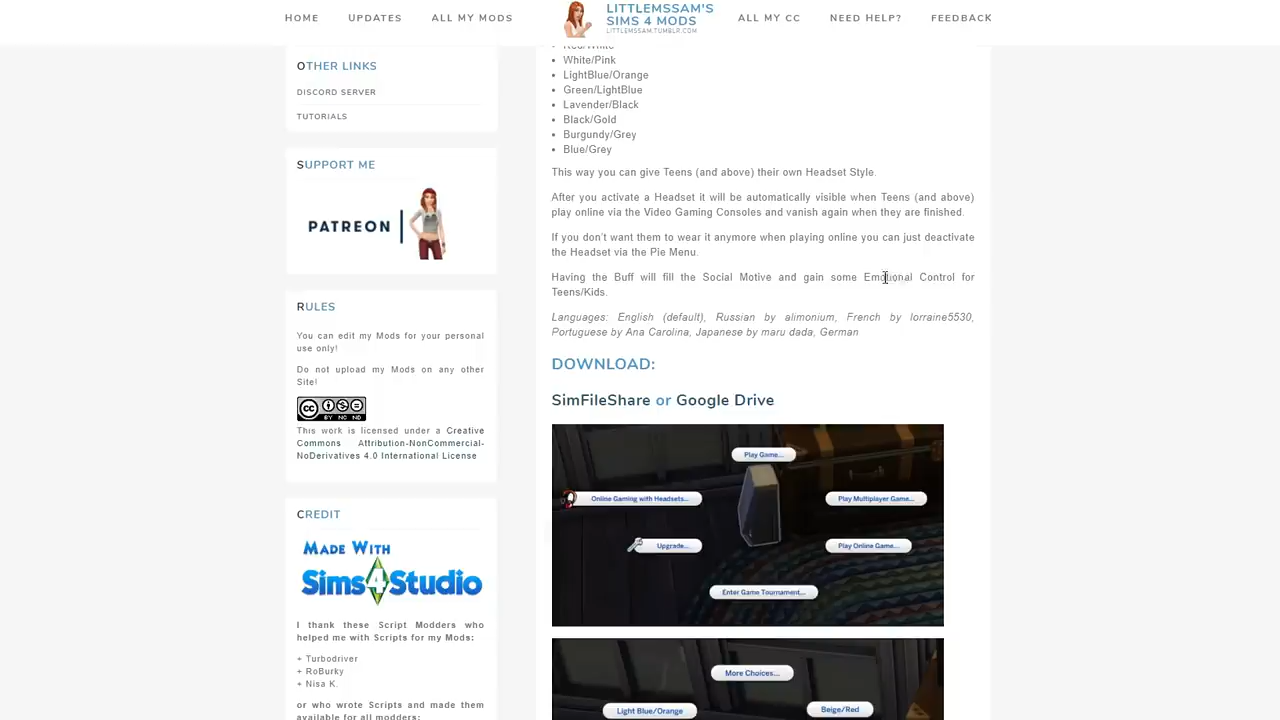 HOME
UPDATES
ALL MY MODS
LITTLEMSSAM'S
SIMS 4 MODS
LITTLEMSSAM.TUMBLR.COM
ALL MY CC
NEED HELP?
FEEDBACK
OTHER LINKS
DISCORD SERVER
TUTORIALS
SUPPORT ME
PATREON
RULES
You can edit my Mods for your personal
use only!
Do not upload my Mods on any other
Site!
CC
BY NC ND
This work is licensed under a Creative
Commons Attribution-NonCommercial-
NoDerivatives 4.0 International License
CREDIT
MADE WITH
Sims4Studio
I thank these Script Modders who
helped me with Scripts for my Mods:
+ Turbodriver
+ RoBurky
+ Nisa K.
or who wrote Scripts and made them
available for all modders:
• Red/White
• White/Pink
• LightBlue/Orange
• Green/LightBlue
• Lavender/Black
• Black/Gold
• Burgundy/Grey
• Blue/Grey
This way you can give Teens (and above) their own Headset Style.
After you activate a Headset it will be automatically visible when Teens (and above)
play online via the Video Gaming Consoles and vanish again when they are finished.
If you don't want them to wear it anymore when playing online you can just deactivate
the Headset via the Pie Menu.
Having the Buff will fill the Social Motive and gain some Emotional Control for
Teens/Kids.
Languages: English (default), Russian by alimonium, French by lorraine5530,
Portuguese by Ana Carolina, Japanese by maru dada, German
DOWNLOAD:
SimFileShare or Google Drive
Play Game...
Online Gaming with Headsets...
Play Multiplayer Game...
Upgrade...
Play Online Game...
Enter Game Tournament...
More Choices...
Light Blue/Orange
Beige/Red